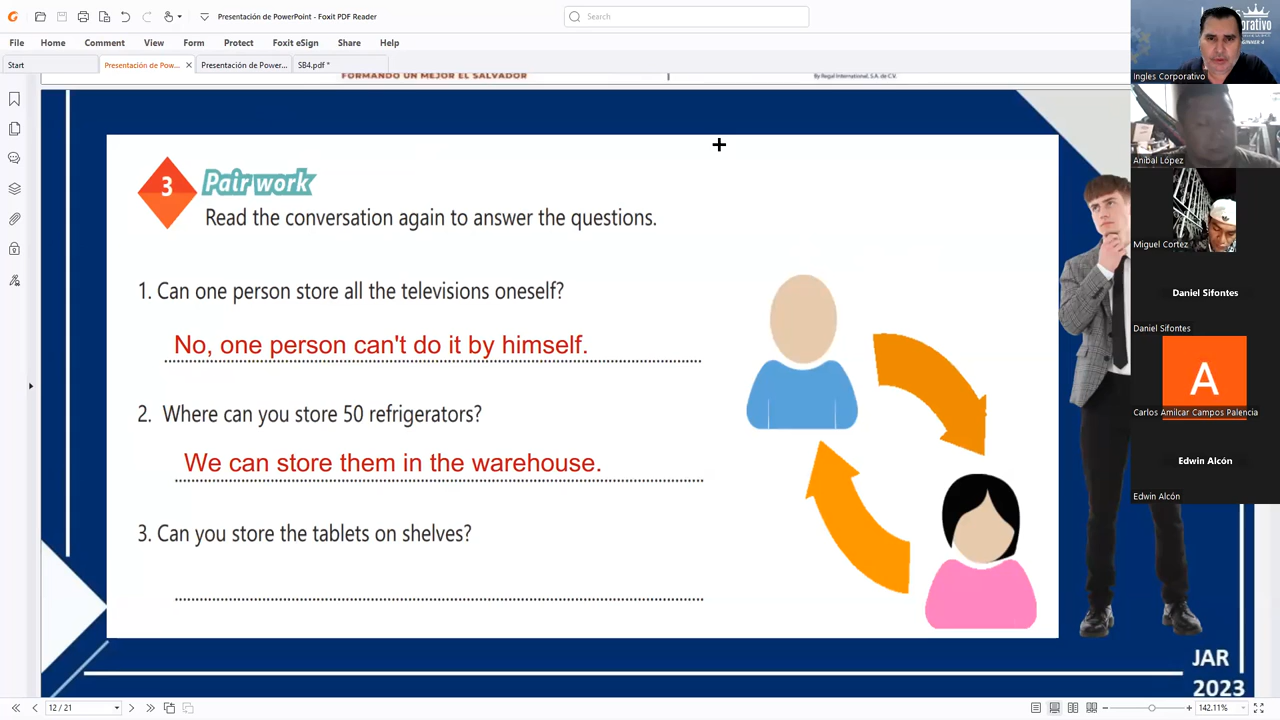 Presentación de PowerPoint - Foxit PDF Reader
Search
File Home Comment View Form Protect Foxit eSign Share Help
Start
Presentación de Pow...
Presentación de Power...
SB4.pdf *
FORMANDO UN MEJOR EL SALVADOR
By Regal International, S.A. de C.V.
3
Pair work
Read the conversation again to answer the questions.
1. Can one person store all the televisions oneself?
No, one person can't do it by himself.
2. Where can you store 50 refrigerators?
We can store them in the warehouse.
3. Can you store the tablets on shelves?
JAR
2023
Ingles Corporativo
Aníbal López
Miguel Cortez
Daniel Sifontes
Daniel Sifontes
A
Carlos Amilcar Campos Palencia
Edwin Alcón
Edwin Alcón
12 / 21
142.11%